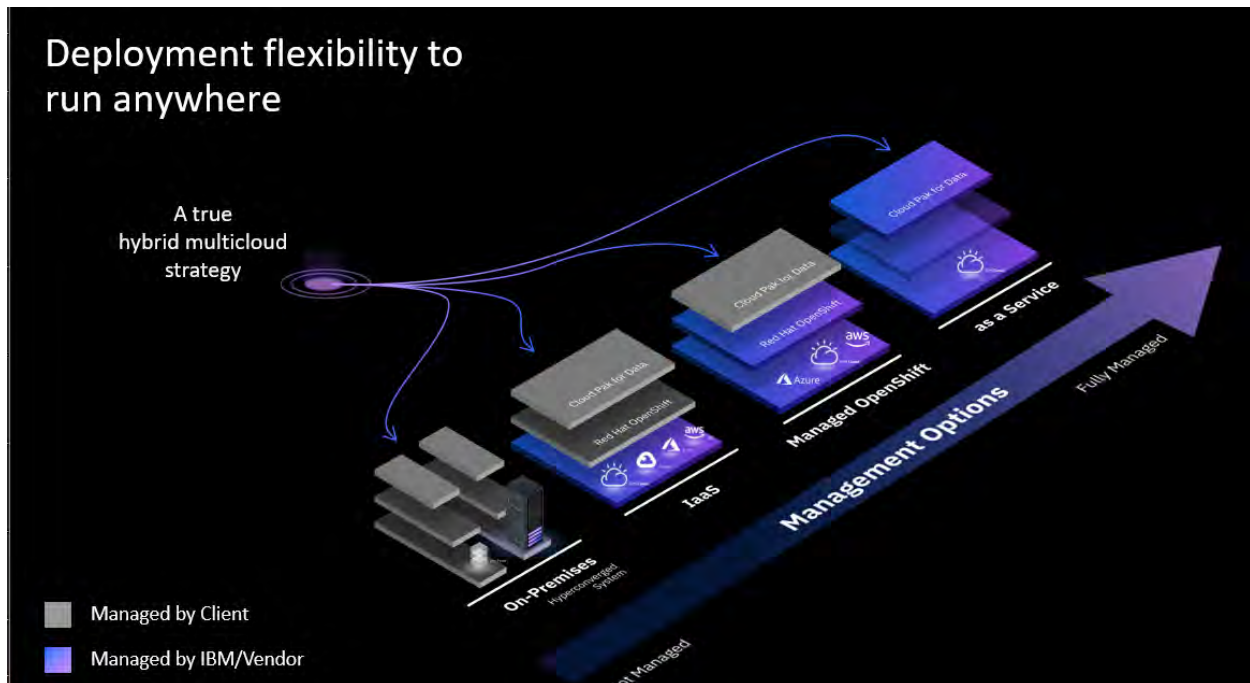 Deployment flexibility to
run anywhere
A true
hybrid multicloud
strategy
Cloud Pak for Data
as a Service
Cloud Pak for Data
Red Hat OpenShift
Azure
aws
Managed OpenShift
Cloud Pak for Data
Red Hat OpenShift
aws
IaaS
On-Premises
Hyperconverged
System
Management Options
Fully Managed
Managed
Managed by Client
Managed by IBM/Vendor